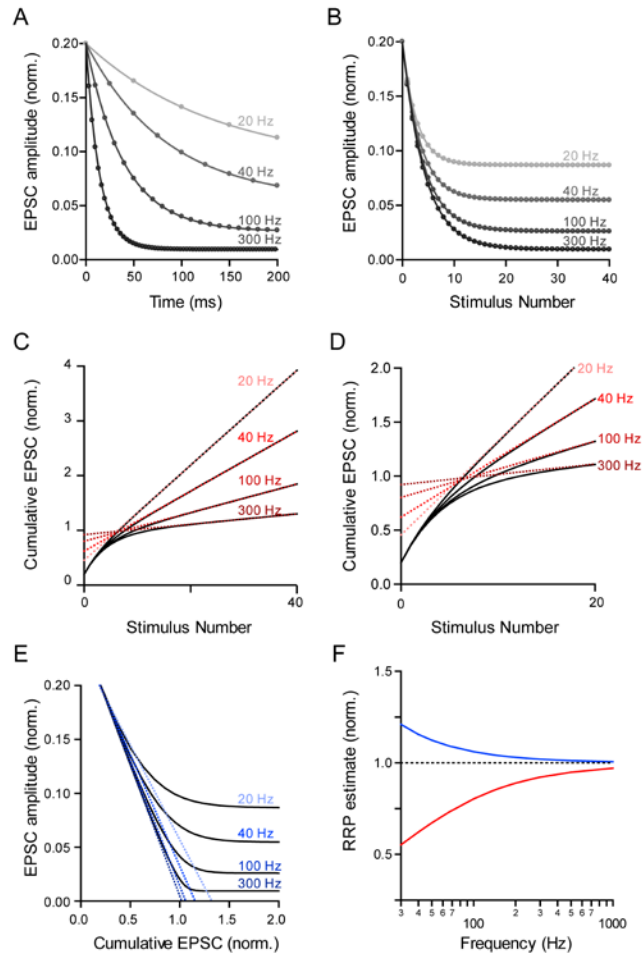 A
EPSC amplitude (norm.)
0.20
0.15
0.10
0.05
0.00
20 Hz
40 Hz
100 Hz
300 Hz
0 50 100 150 200
Time (ms)
B
EPSC amplitude (norm.)
0.20
0.15
0.10
0.05
0.00
20 Hz
40 Hz
100 Hz
300 Hz
0 10 20 30 40
Stimulus Number
C
Cumulative EPSC (norm.)
4
3
2
1
0
20 Hz
40 Hz
100 Hz
300 Hz
0 40
Stimulus Number
D
Cumulative EPSC (norm.)
2.0
1.5
1.0
0.5
0.0
20 Hz
40 Hz
100 Hz
300 Hz
0 20
Stimulus Number
E
EPSC amplitude (norm.)
0.20
0.15
0.10
0.05
0.00
20 Hz
40 Hz
100 Hz
300 Hz
0.0 0.5 1.0 1.5 2.0
Cumulative EPSC (norm.)
F
RRP estimate (norm.)
1.5
1.0
0.5
3 4 5 6 7 100 2 3 4 5 6 7 1000
Frequency (Hz)